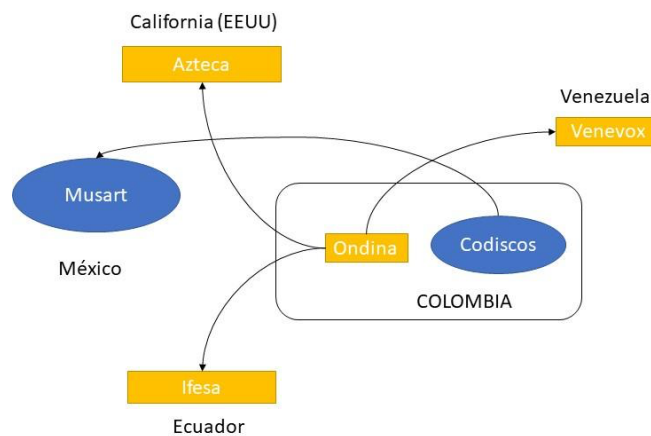 California (EEUU)
Azteca
Venezuela
Venevox
Musart
Ondina
Codiscos
México
COLOMBIA
Ifesa
Ecuador